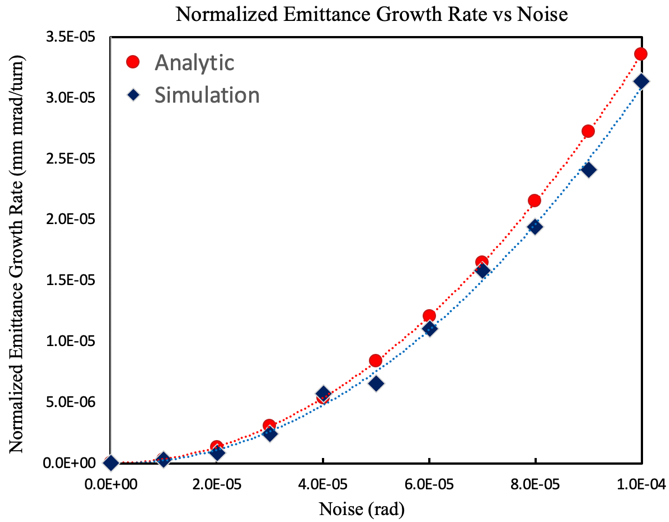 Normalized Emittance Growth Rate vs Noise
Normalized Emittance Growth Rate (mm mrad/turn)
3.5E-05
3.0E-05
2.5E-05
2.0E-05
1.5E-05
1.0E-05
5.0E-06
0.0E+00
Analytic
Simulation
0.0E+00 2.0E-05 4.0E-05 6.0E-05 8.0E-05 1.0E-04
Noise (rad)